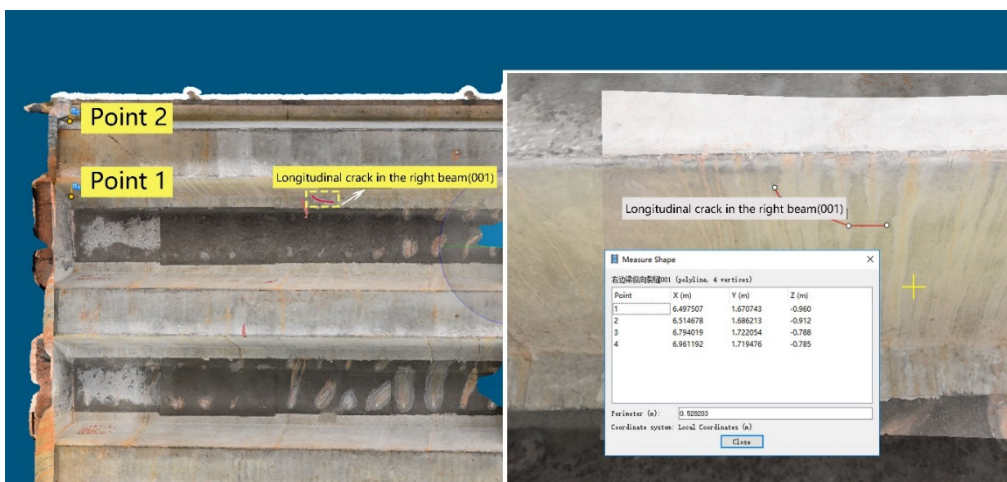 Point 2
Point 1
Longitudinal crack in the right beam(001)
Longitudinal crack in the right beam(001)
Measure Shape
右边梁纵向裂缝001 (polyline, 4 vertices)
Point X (m) Y (m) Z (m)
1 6.497507 1.670743 -0.960
2 6.514678 1.686213 -0.912
3 6.794019 1.722054 -0.788
4 6.961192 1.719476 -0.785
Perimeter (m): 0.528203
Coordinate system: Local Coordinates (m)
Close